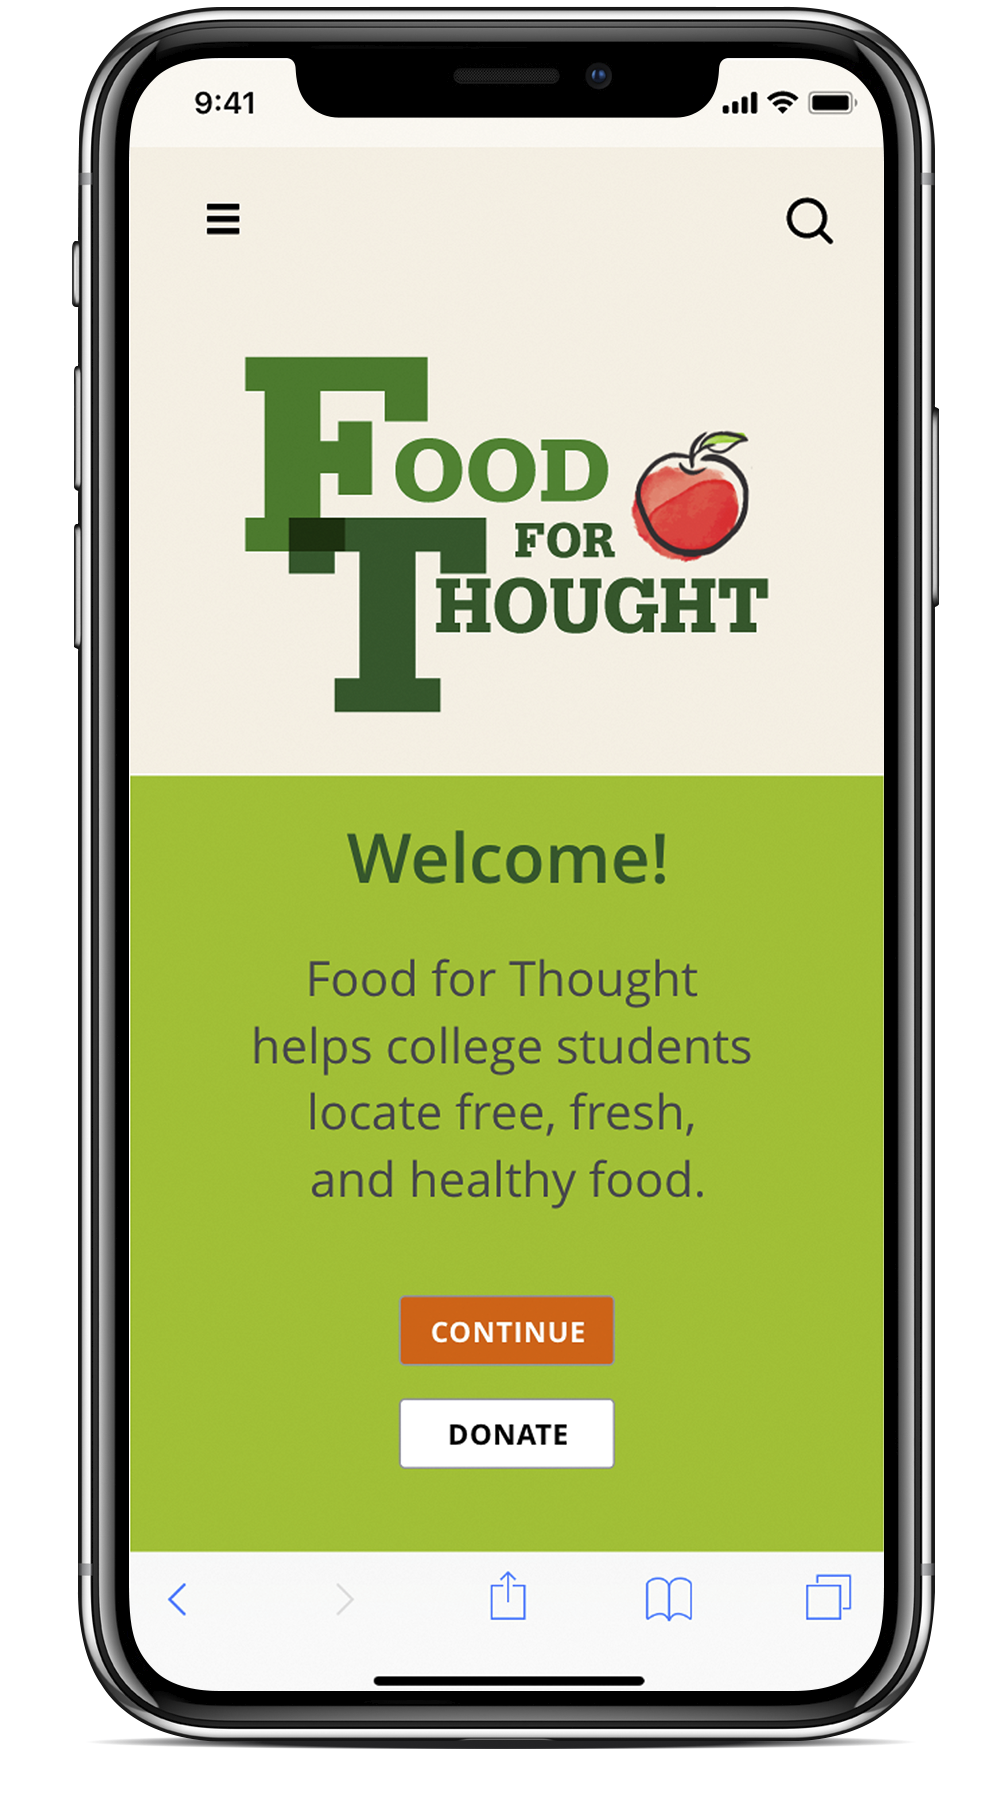 9:41
FOOD
FOR
THOUGHT
Welcome!
Food for Thought
helps college students
locate free, fresh,
and healthy food.
CONTINUE
DONATE